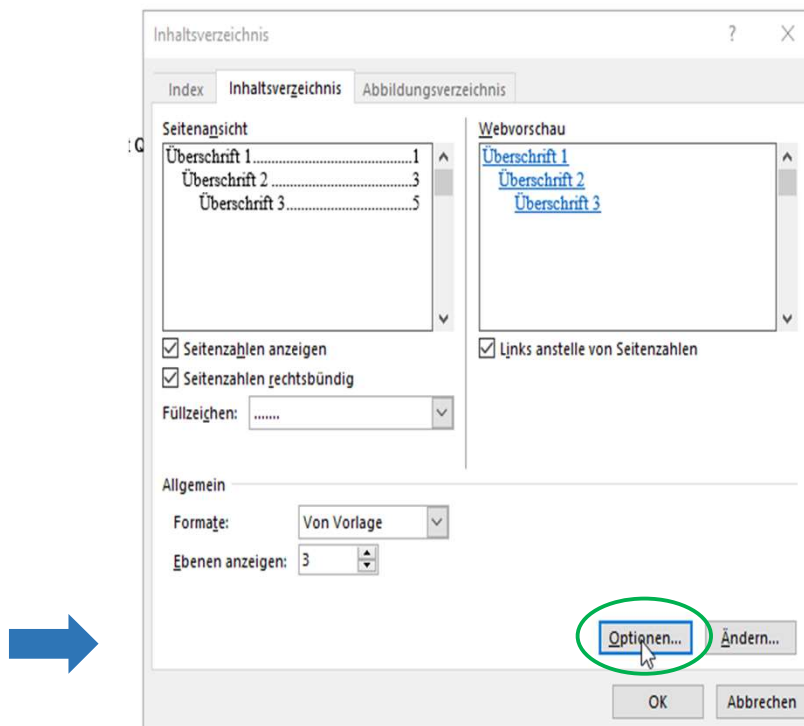 Inhaltsverzeichnis ? X
Index Inhaltsverzeichnis Abbildungsverzeichnis
Seitenansicht
Überschrift 1.......................................1
Überschrift 2 ...................................3
Überschrift 3...............................5
Webvorschau
Überschrift 1
Überschrift 2
Überschrift 3
Seitenzahlen anzeigen
Seitenzahlen rechtsbündig
Füllzeichen: .......
Links anstelle von Seitenzahlen
Allgemein
Formate: Von Vorlage
Ebenen anzeigen: 3
Optionen... Ändern...
OK Abbrechen